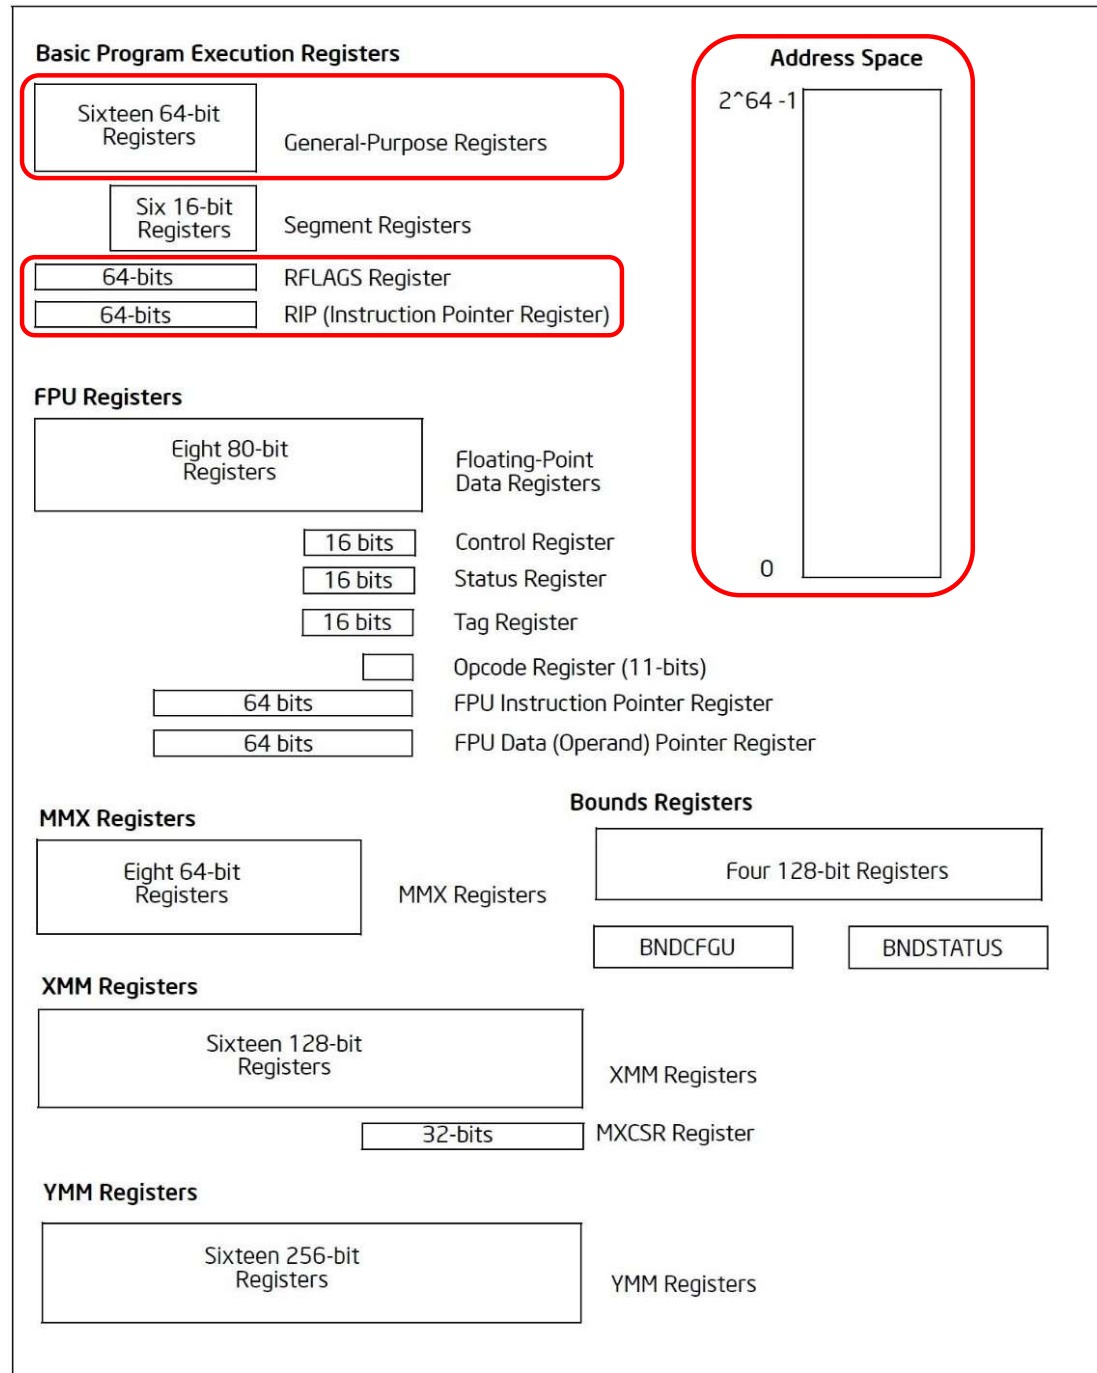 Basic Program Execution Registers
Address Space
2^64 -1
Sixteen 64-bit
Registers
General-Purpose Registers
Six 16-bit
Registers
Segment Registers
64-bits
RFLAGS Register
64-bits
RIP (Instruction Pointer Register)
0
FPU Registers
Eight 80-bit
Registers
Floating-Point
Data Registers
16 bits
Control Register
16 bits
Status Register
16 bits
Tag Register
Opcode Register (11-bits)
64 bits
FPU Instruction Pointer Register
64 bits
FPU Data (Operand) Pointer Register
MMX Registers
Eight 64-bit
Registers
MMX Registers
Bounds Registers
Four 128-bit Registers
BNDCFGU
BNDSTATUS
XMM Registers
Sixteen 128-bit
Registers
XMM Registers
32-bits
MXCSR Register
YMM Registers
Sixteen 256-bit
Registers
YMM Registers